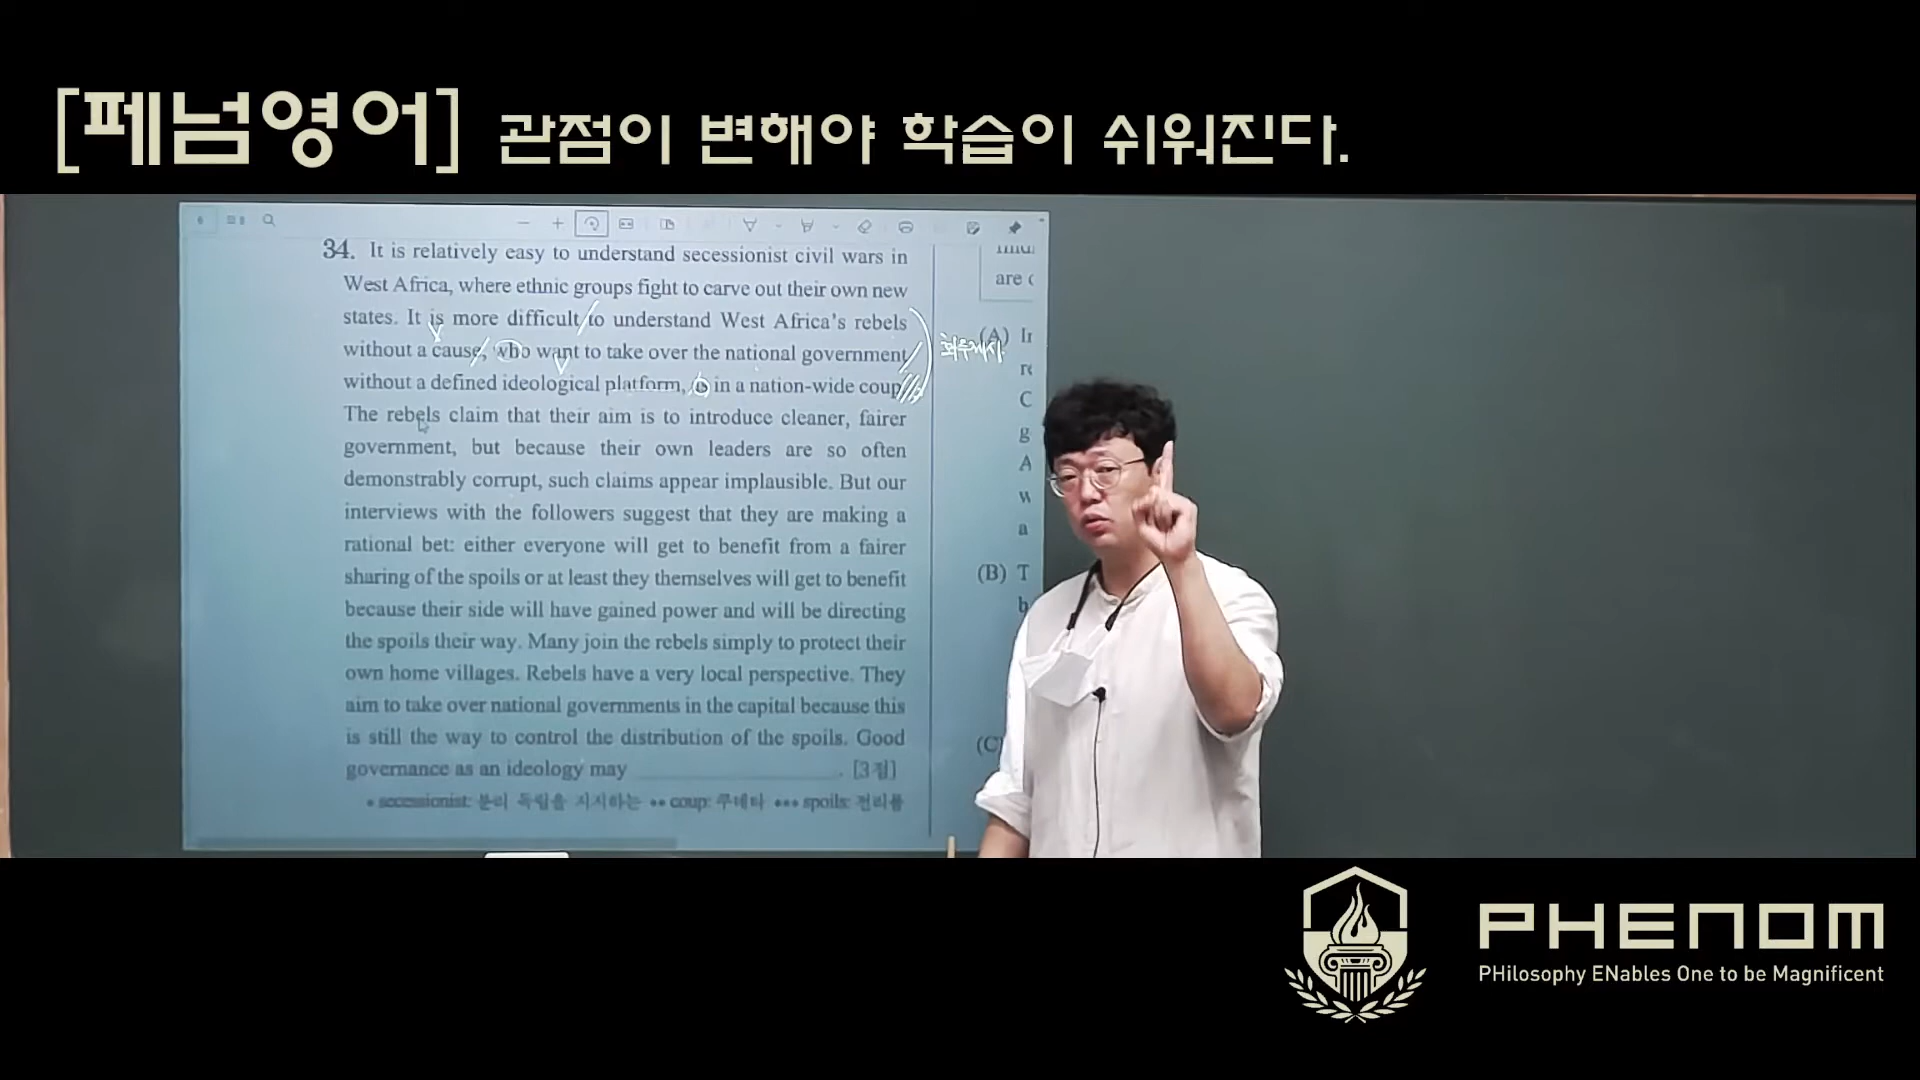 [페넘영어] 관점이 변해야 학습이 쉬워진다.
34. It is relatively easy to understand secessionist civil wars in
West Africa, where ethnic groups fight to carve out their own new
states. It is more difficult to understand West Africa's rebels
without a cause, who want to take over the national government
without a defined ideological platform, in a nation-wide coup.
The rebels claim that their aim is to introduce cleaner, fairer
government, but because their own leaders are so often
demonstrably corrupt, such claims appear implausible. But our
interviews with the followers suggest that they are making a
rational bet: either everyone will get to benefit from a fairer
sharing of the spoils or at least they themselves will get to benefit
because their side will have gained power and will be directing
the spoils their way. Many join the rebels simply to protect their
own home villages. Rebels have a very local perspective. They
aim to take over national governments in the capital because this
is still the way to control the distribution of the spoils. Good
governance as an ideology may ____________. [3점]
* secessionist: 분리 독립을 지지하는 ** coup: 쿠데타 *** spoils: 전리품
are
(A) I
r
C
g
A
w
a
(B) T
b
(C)
PHENOM
PHilosophy ENables One to be Magnificent